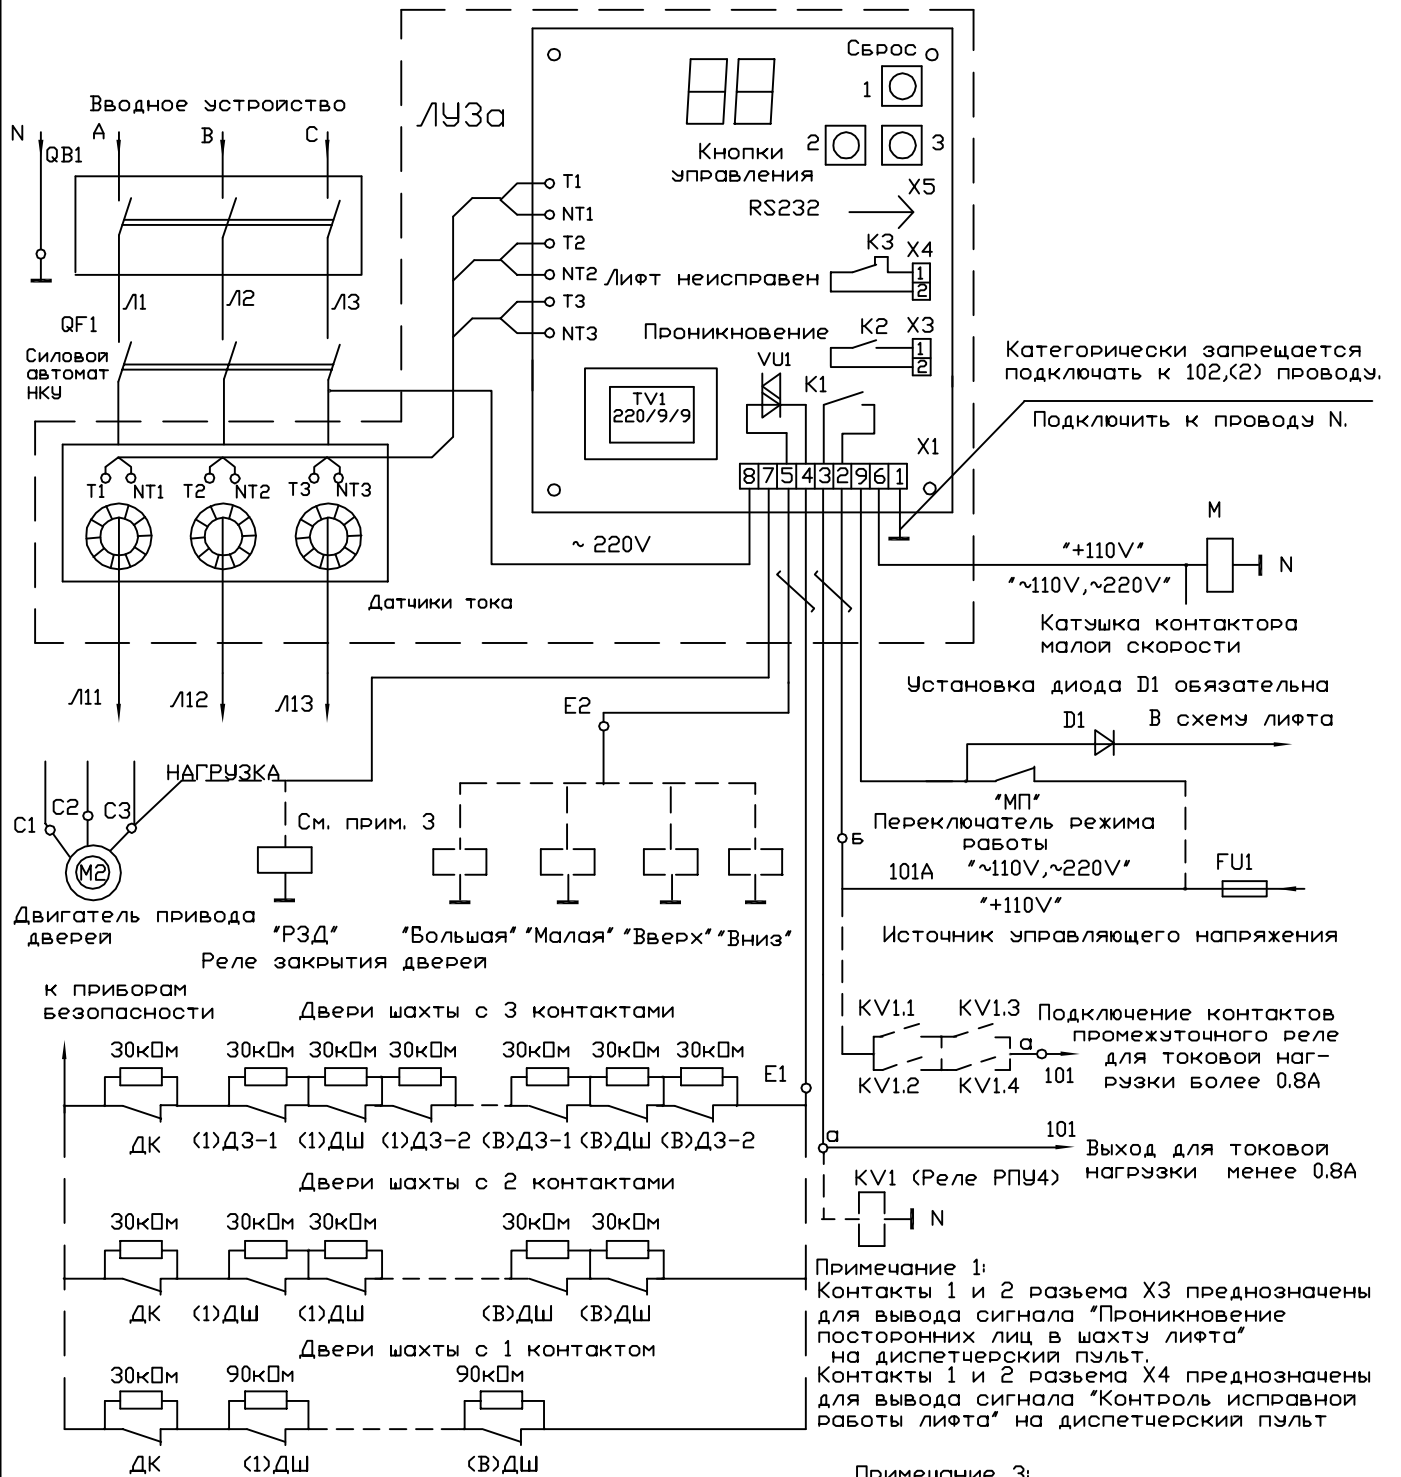 Вводное устройство
N
A
B
C
QB1
Л1
Л2
Л3
QF1
Силовой
автомат
НКУ
T1
NT1
T2
NT2
T3
NT3
Датчики тока
Л11
Л12
Л13
ЛУЗа
Сброс
1
2
3
Кнопки
управления
X5
RS232
T1
NT1
T2
NT2
T3
NT3
K3
X4
Лифт неисправен
1
2
Проникновение
K2
X3
1
2
VU1
K1
TV1
220/9/9
X1
8 7 5 4 3 2 9 6 1
~ 220V
Категорически запрещается
подключать к 102,(2) проводу.
Подключить к проводу N.
M
"+110V"
N
"~110V,~220V"
Катушка контактора
малой скорости
Установка диода D1 обязательна
D1
В схему лифта
"МП"
Переключатель режима
работы
Б
101A
"~110V,~220V"
FU1
"+110V"
Источник управляющего напряжения
E2
НАГРУЗКА
C1
C2
C3
M2
См. прим. 3
Двигатель привода
дверей
"РЗД"
Реле закрытия дверей
"Большая"
"Малая"
"Вверх"
"Вниз"
к приборам
безопасности
Двери шахты с 3 контактами
30кОм
30кОм
30кОм
30кОм
30кОм
30кОм
30кОм
E1
ДК
(1)ДЗ-1
(1)ДШ
(1)ДЗ-2
(В)ДЗ-1
(В)ДШ
(В)ДЗ-2
KV1.1
KV1.3
KV1.2
KV1.4
а
101
Подключение контактов
промежуточного реле
для токовой наг-
рузки более 0.8А
а
101
Выход для токовой
нагрузки менее 0.8А
KV1 (Реле РПУ4)
N
Двери шахты с 2 контактами
30кОм
30кОм
30кОм
30кОм
30кОм
ДК
(1)ДШ
(1)ДШ
(В)ДШ
(В)ДШ
Двери шахты с 1 контактом
30кОм
90кОм
90кОм
ДК
(1)ДШ
(В)ДШ
Примечание 1:
Контакты 1 и 2 разьема X3 преднозначены
для вывода сигнала "Проникновение
посторонних лиц в шахту лифта"
на диспетчерский пульт.
Контакты 1 и 2 разьема X4 преднозначены
для вывода сигнала "Контроль исправной
работы лифта" на диспетчерский пульт
Примечание 3: